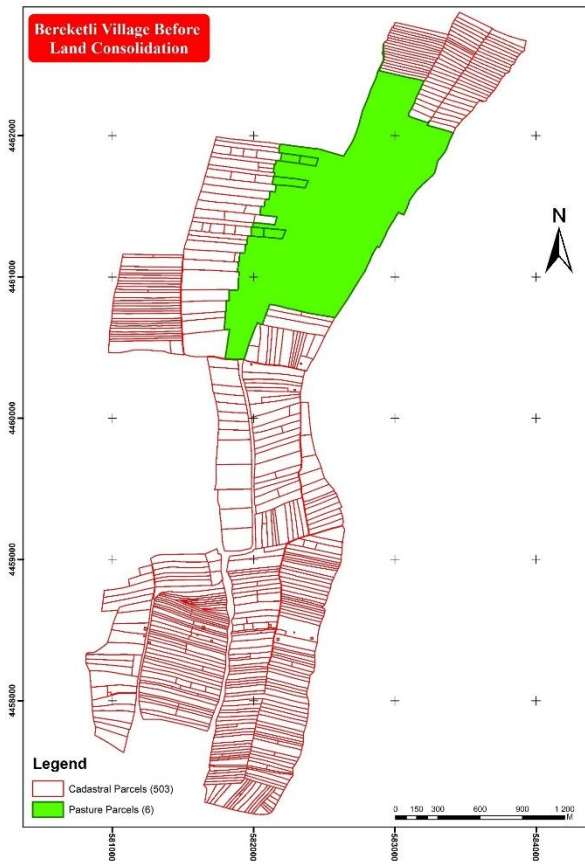 Bereketli Village Before
Land Consolidation
4462000
N
4461000
4460000
4459000
4458000
Legend
Cadastral Parcels (503)
Pasture Parcels (6)
0 150 300 600 900 1 200
M
581000 582000 583000 584000